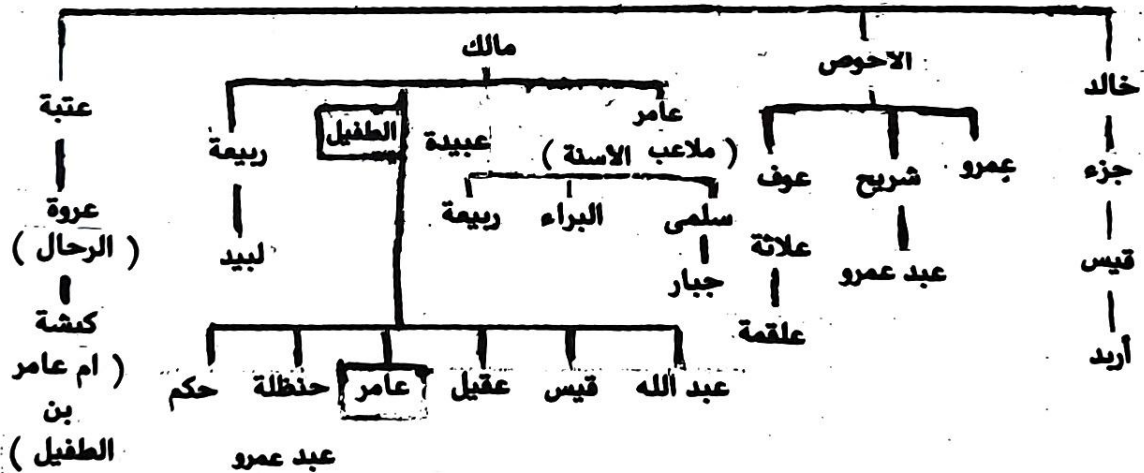 مالك
الاحوص
خالد
عتبة
عامر
الطفيل
عبيدة
ربيعة
( ملاعب الاسنة )
عمرو
شريح
عوف
جزء
عروة
( الرحال )
سلمى
البراء
ربيعة
لبيد
علاثة
عبد عمرو
قيس
جبار
كبشة
علقمة
أربد
( ام عامر
بن
الطفيل )
عبد الله
قيس
عقيل
عامر
حنظلة
حكم
عبد عمرو